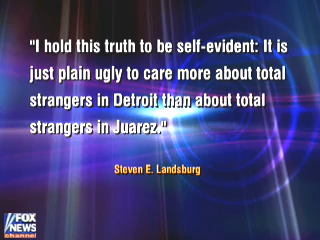 "I hold this truth to be self-evident: It is
just plain ugly to care more about total
strangers in Detroit than about total
strangers in Juarez."
Steven E. Landsburg
FOX
NEWS
channel